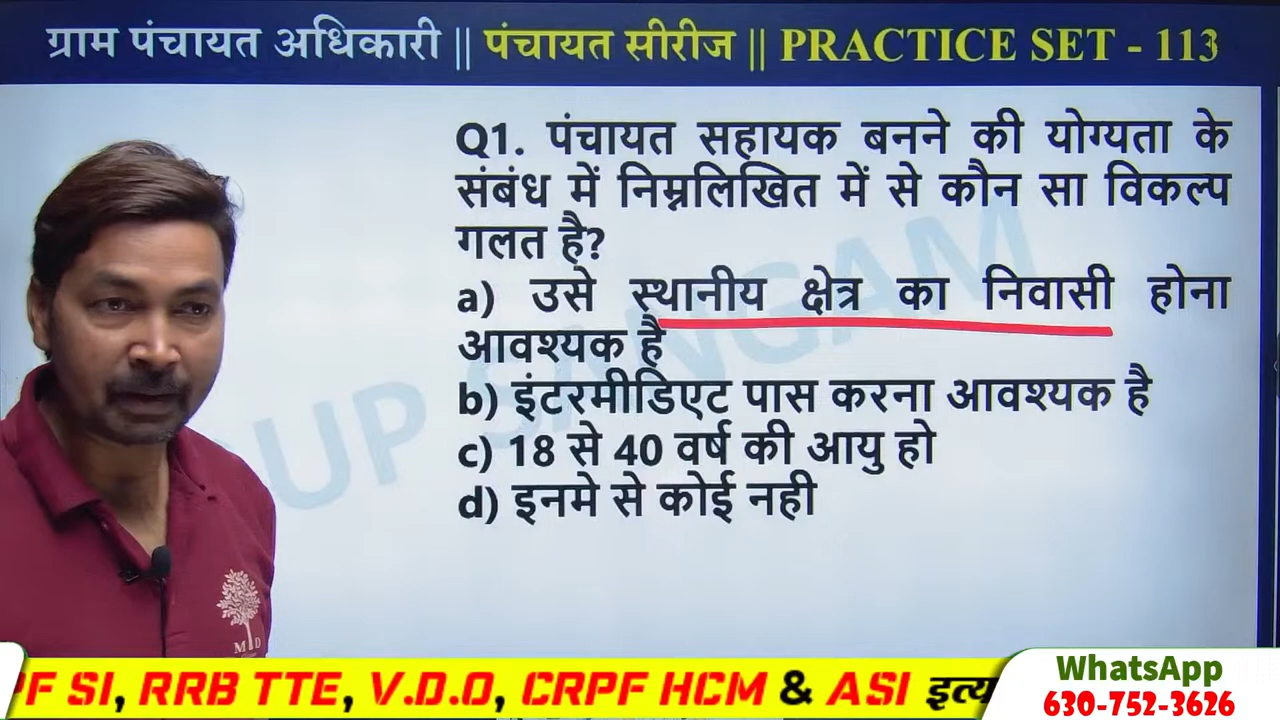 ग्राम पंचायत अधिकारी || पंचायत सीरीज || PRACTICE SET - 113
Q1. पंचायत सहायक बनने की योग्यता के
संबंध में निम्नलिखित में से कौन सा विकल्प
गलत है?
a) उसे स्थानीय क्षेत्र का निवासी होना
आवश्यक है
b) इंटरमीडिएट पास करना आवश्यक है
c) 18 से 40 वर्ष की आयु हो
d) इनमे से कोई नही
UP SANGAM
M D
SI, RRB TTE, V.D.O, CRPF HCM & ASI
WhatsApp
630-752-3626